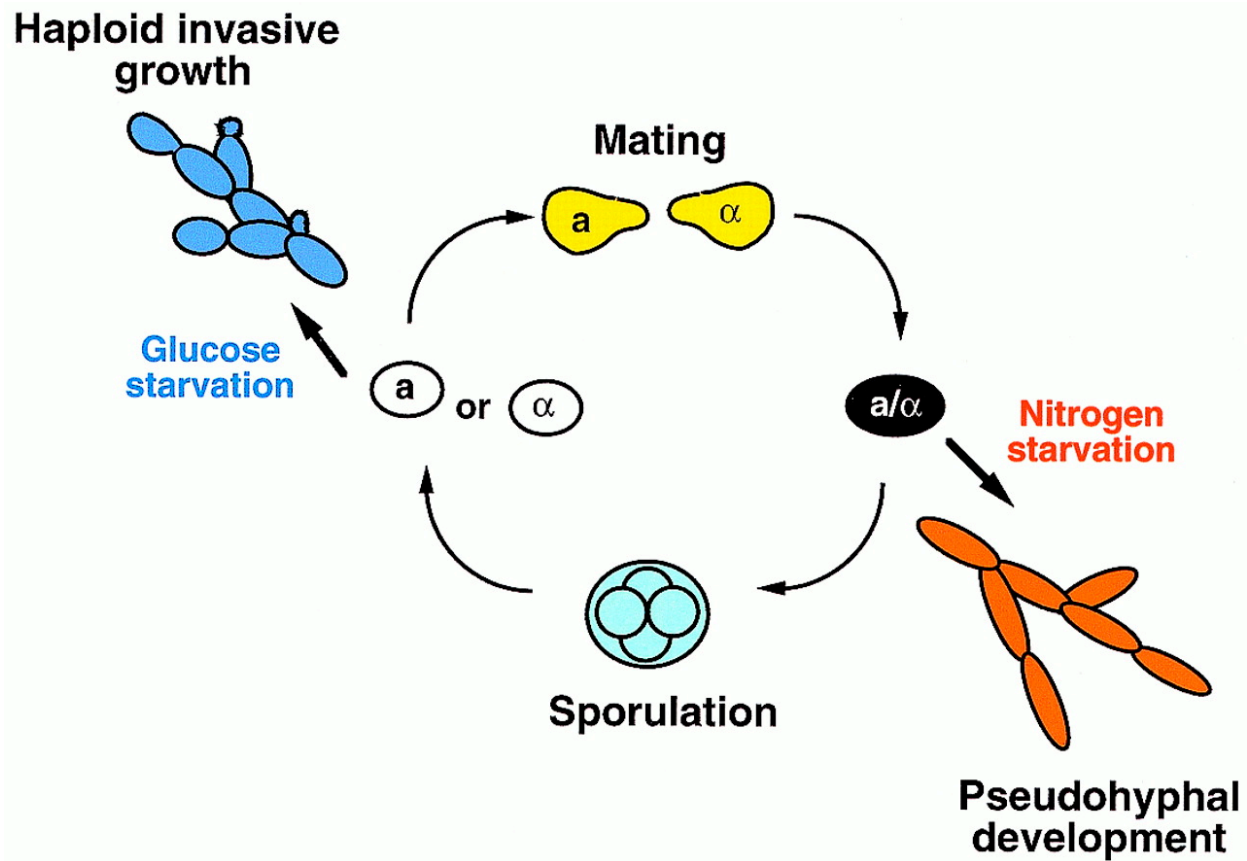 Haploid invasive
growth
Mating
a
α
Glucose
starvation
a
or
α
a/α
Nitrogen
starvation
Sporulation
Pseudohyphal
development